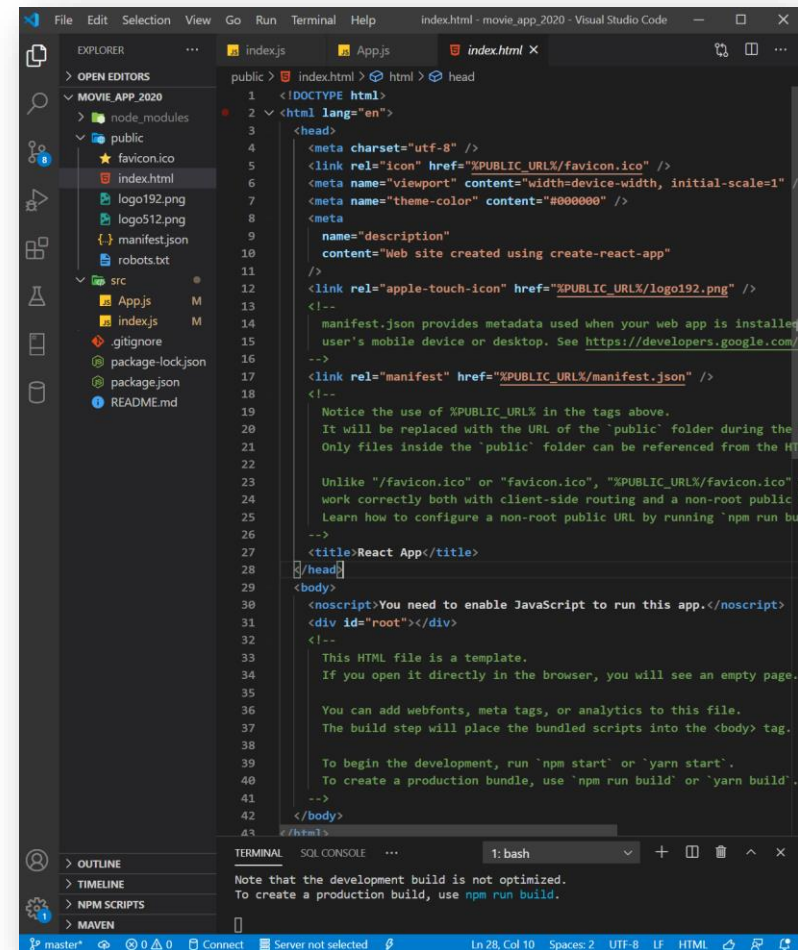 File Edit Selection View Go Run Terminal Help index.html - movie_app_2020 - Visual Studio Code
EXPLORER
OPEN EDITORS
MOVIE_APP_2020
node_modules
public
favicon.ico
index.html
logo192.png
logo512.png
manifest.json
robots.txt
src
App.js M
index.js M
.gitignore
package-lock.json
package.json
README.md
OUTLINE
TIMELINE
NPM SCRIPTS
MAVEN
index.js App.js index.html
public > index.html > html > head
1 <!DOCTYPE html>
2 <html lang="en">
3 <head>
4 <meta charset="utf-8" />
5 <link rel="icon" href="%PUBLIC_URL%/favicon.ico" />
6 <meta name="viewport" content="width=device-width, initial-scale=1" /
7 <meta name="theme-color" content="#000000" />
8 <meta
9 name="description"
10 content="Web site created using create-react-app"
11 />
12 <link rel="apple-touch-icon" href="%PUBLIC_URL%/logo192.png" />
13 <!--
14 manifest.json provides metadata used when your web app is installed
15 user's mobile device or desktop. See https://developers.google.com/
16 -->
17 <link rel="manifest" href="%PUBLIC_URL%/manifest.json" />
18 <!--
19 Notice the use of %PUBLIC_URL% in the tags above.
20 It will be replaced with the URL of the `public` folder during the
21 Only files inside the `public` folder can be referenced from the HT
22
23 Unlike "/favicon.ico" or "favicon.ico", "%PUBLIC_URL%/favicon.ico"
24 work correctly both with client-side routing and a non-root public
25 Learn how to configure a non-root public URL by running `npm run bu
26 -->
27 <title>React App</title>
28 </head>
29 <body>
30 <noscript>You need to enable JavaScript to run this app.</noscript>
31 <div id="root"></div>
32 <!--
33 This HTML file is a template.
34 If you open it directly in the browser, you will see an empty page.
35
36 You can add webfonts, meta tags, or analytics to this file.
37 The build step will place the bundled scripts into the <body> tag.
38
39 To begin the development, run `npm start` or `yarn start`.
40 To create a production bundle, use `npm run build` or `yarn build`.
41 -->
42 </body>
43 </html>
TERMINAL SQL CONSOLE ... 1: bash
Note that the development build is not optimized.
To create a production build, use npm run build.
master* 0 0 Connect Server not selected Ln 28, Col 10 Spaces: 2 UTF-8 LF HTML